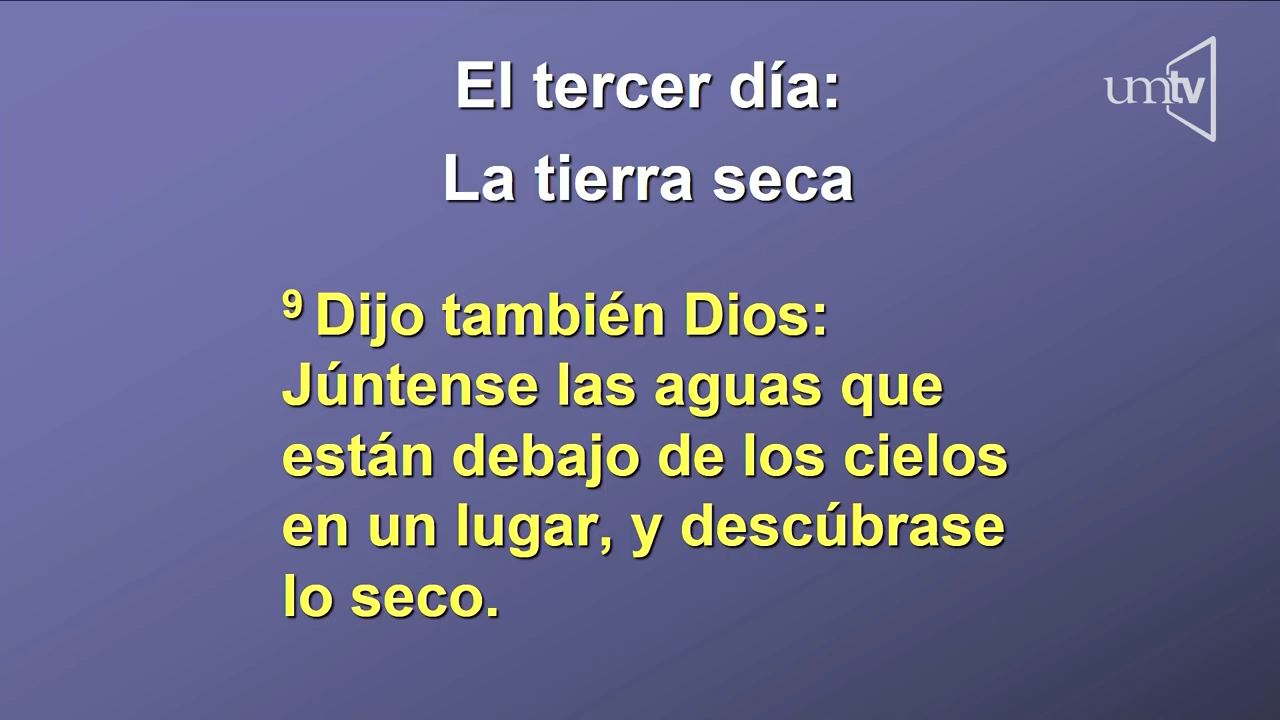 El tercer día:
La tierra seca
umtv
⁹ Dijo también Dios:
Júntense las aguas que
están debajo de los cielos
en un lugar, y descúbrase
lo seco.